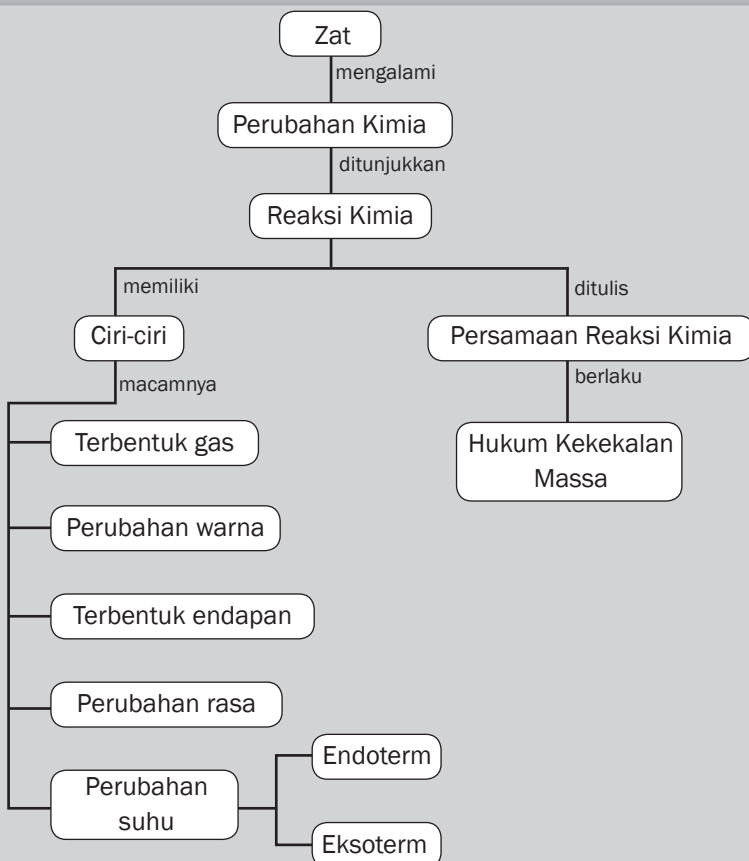 Zat
mengalami
Perubahan Kimia
ditunjukkan
Reaksi Kimia
memiliki
ditulis
Ciri-ciri
Persamaan Reaksi Kimia
macamnya
berlaku
Terbentuk gas
Hukum Kekekalan
Massa
Perubahan warna
Terbentuk endapan
Perubahan rasa
Perubahan
suhu
Endoterm
Eksoterm